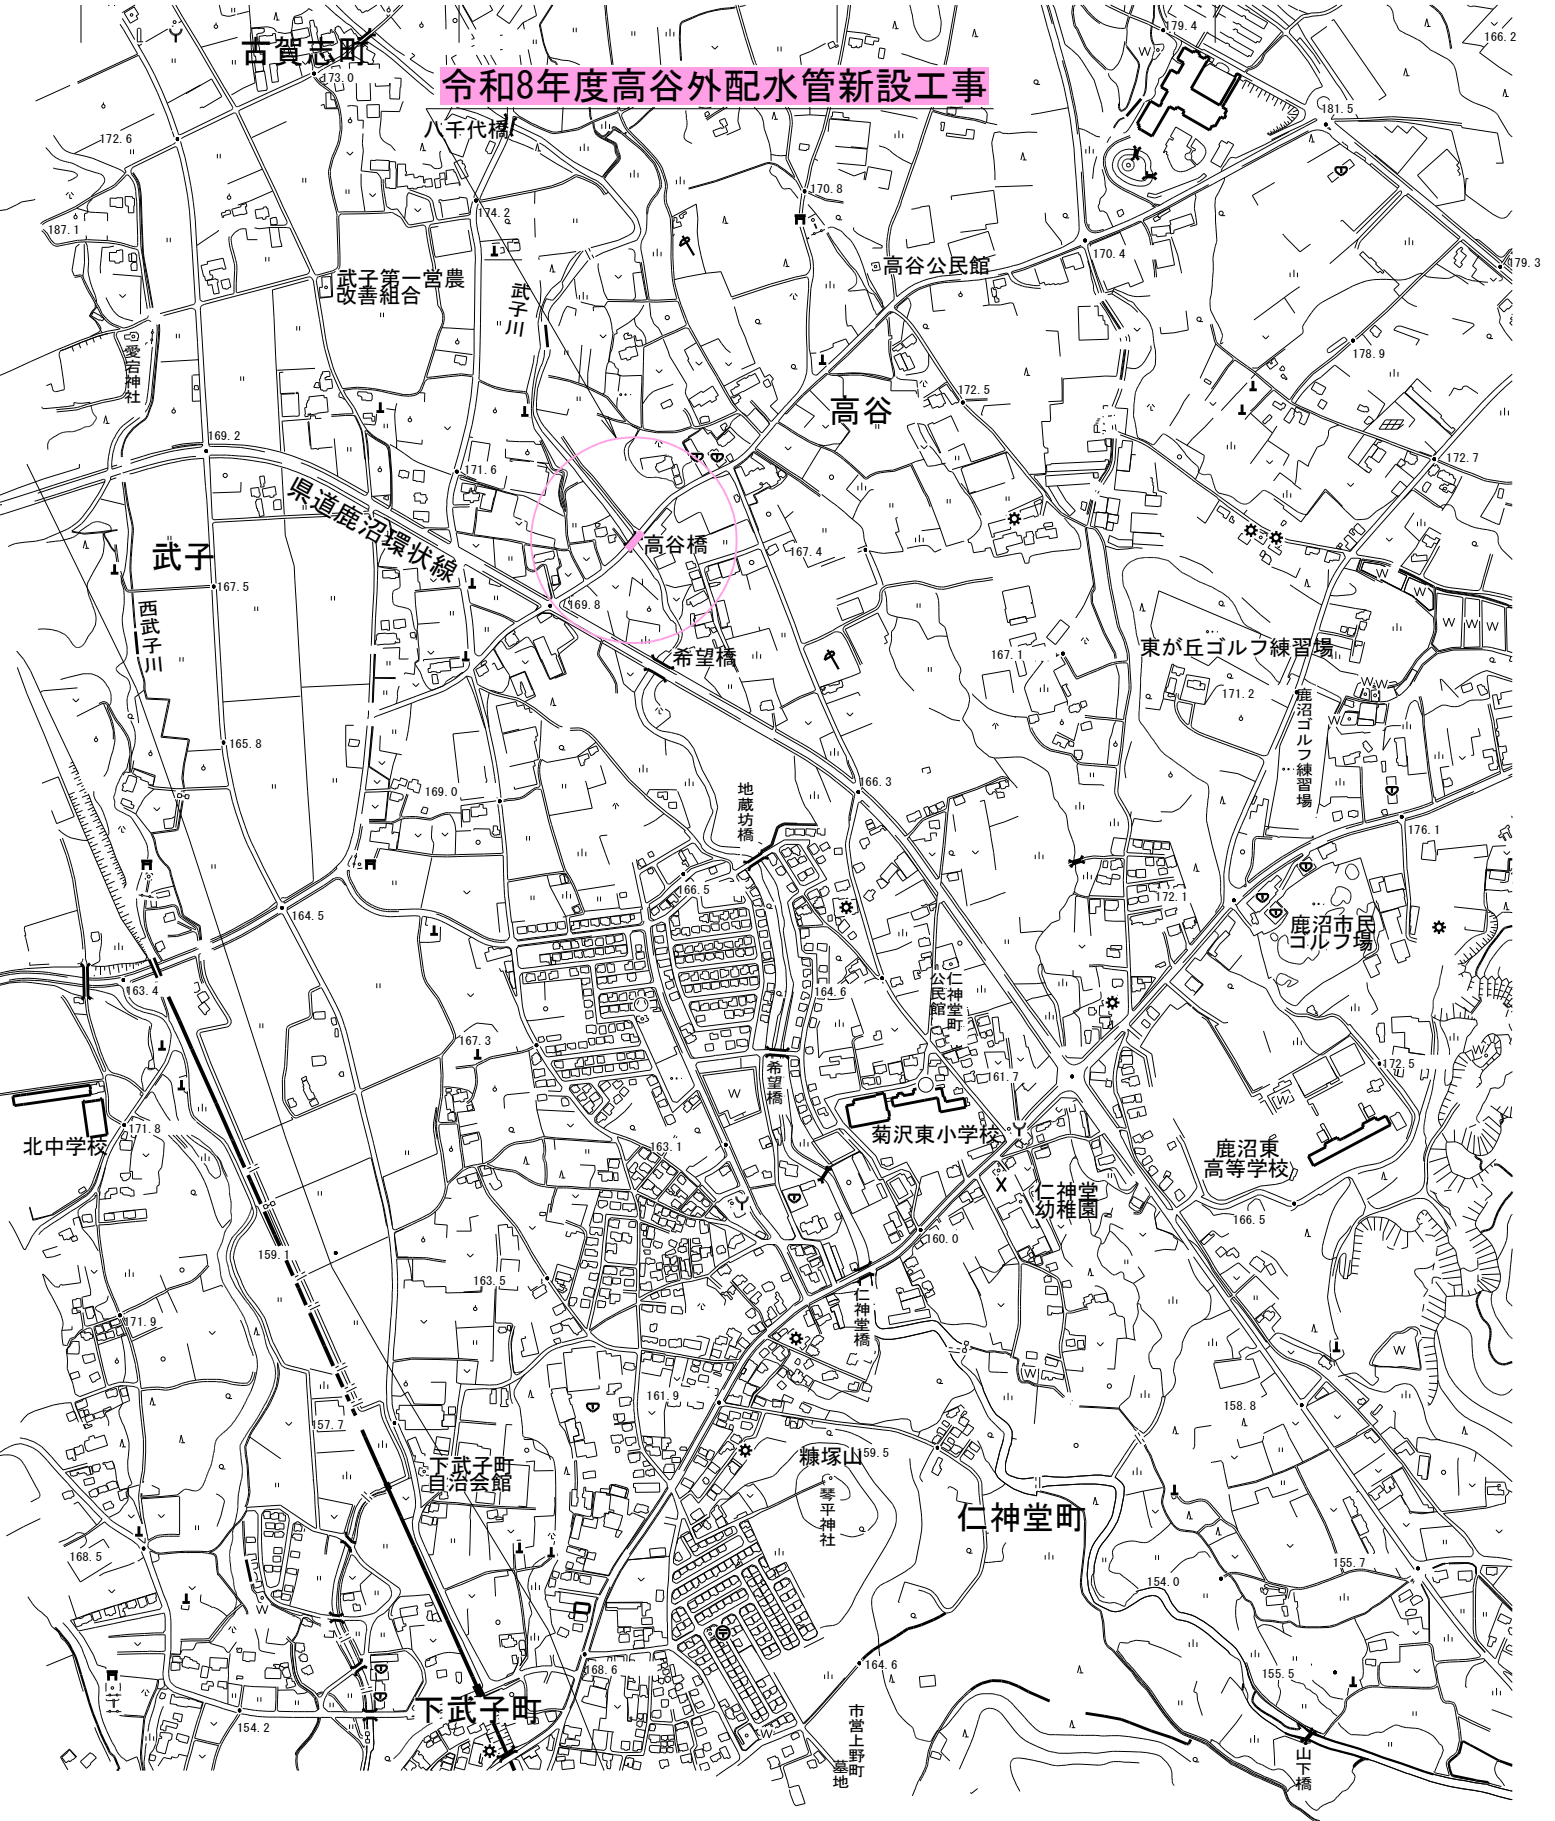 179.4
166.2
古賀志町
173.0
令和8年度高谷外配水管新設工事
181.5
八千代橋
172.6
170.8
174.2
187.1
170.4
179.3
高谷公民館
武子第一営農
改善組合
武子川
愛宕神社
178.9
172.5
高谷
169.2
172.7
171.6
県道鹿沼環状線
高谷橋
167.4
武子
167.5
西武子川
169.8
希望橋
167.1
東が丘ゴルフ練習場
171.2
鹿沼ゴルフ練習場
165.8
169.0
166.3
地蔵坊橋
176.1
166.5
172.1
164.5
鹿沼市民
ゴルフ場
163.4
164.6
仁神堂町
公民館
167.3
希望橋
161.7
172.5
171.8
北中学校
菊沢東小学校
163.1
鹿沼東
高等学校
仁神堂
幼稚園
166.5
160.0
159.1
163.5
仁神堂橋
171.9
161.9
158.8
157.7
糠塚山
159.5
下武子町
自治会館
琴平神社
仁神堂町
168.5
155.7
154.0
168.6
164.6
155.5
下武子町
154.2
市営上野町
墓地
山下橋